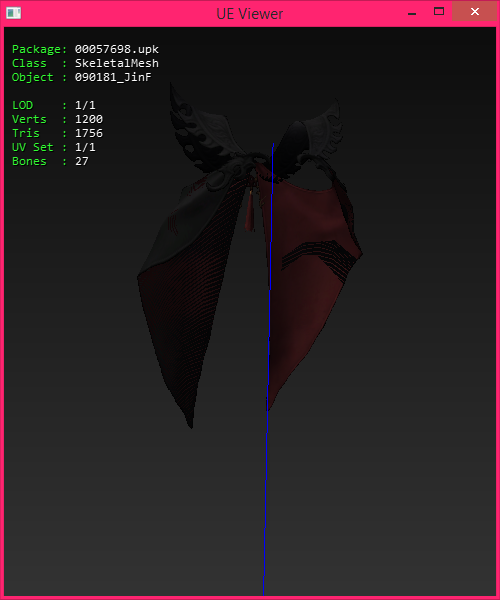 UE Viewer
Package: 00057698.upk
Class  : SkeletalMesh
Object : 090181_JinF
LOD    : 1/1
Verts  : 1200
Tris   : 1756
UV Set : 1/1
Bones  : 27